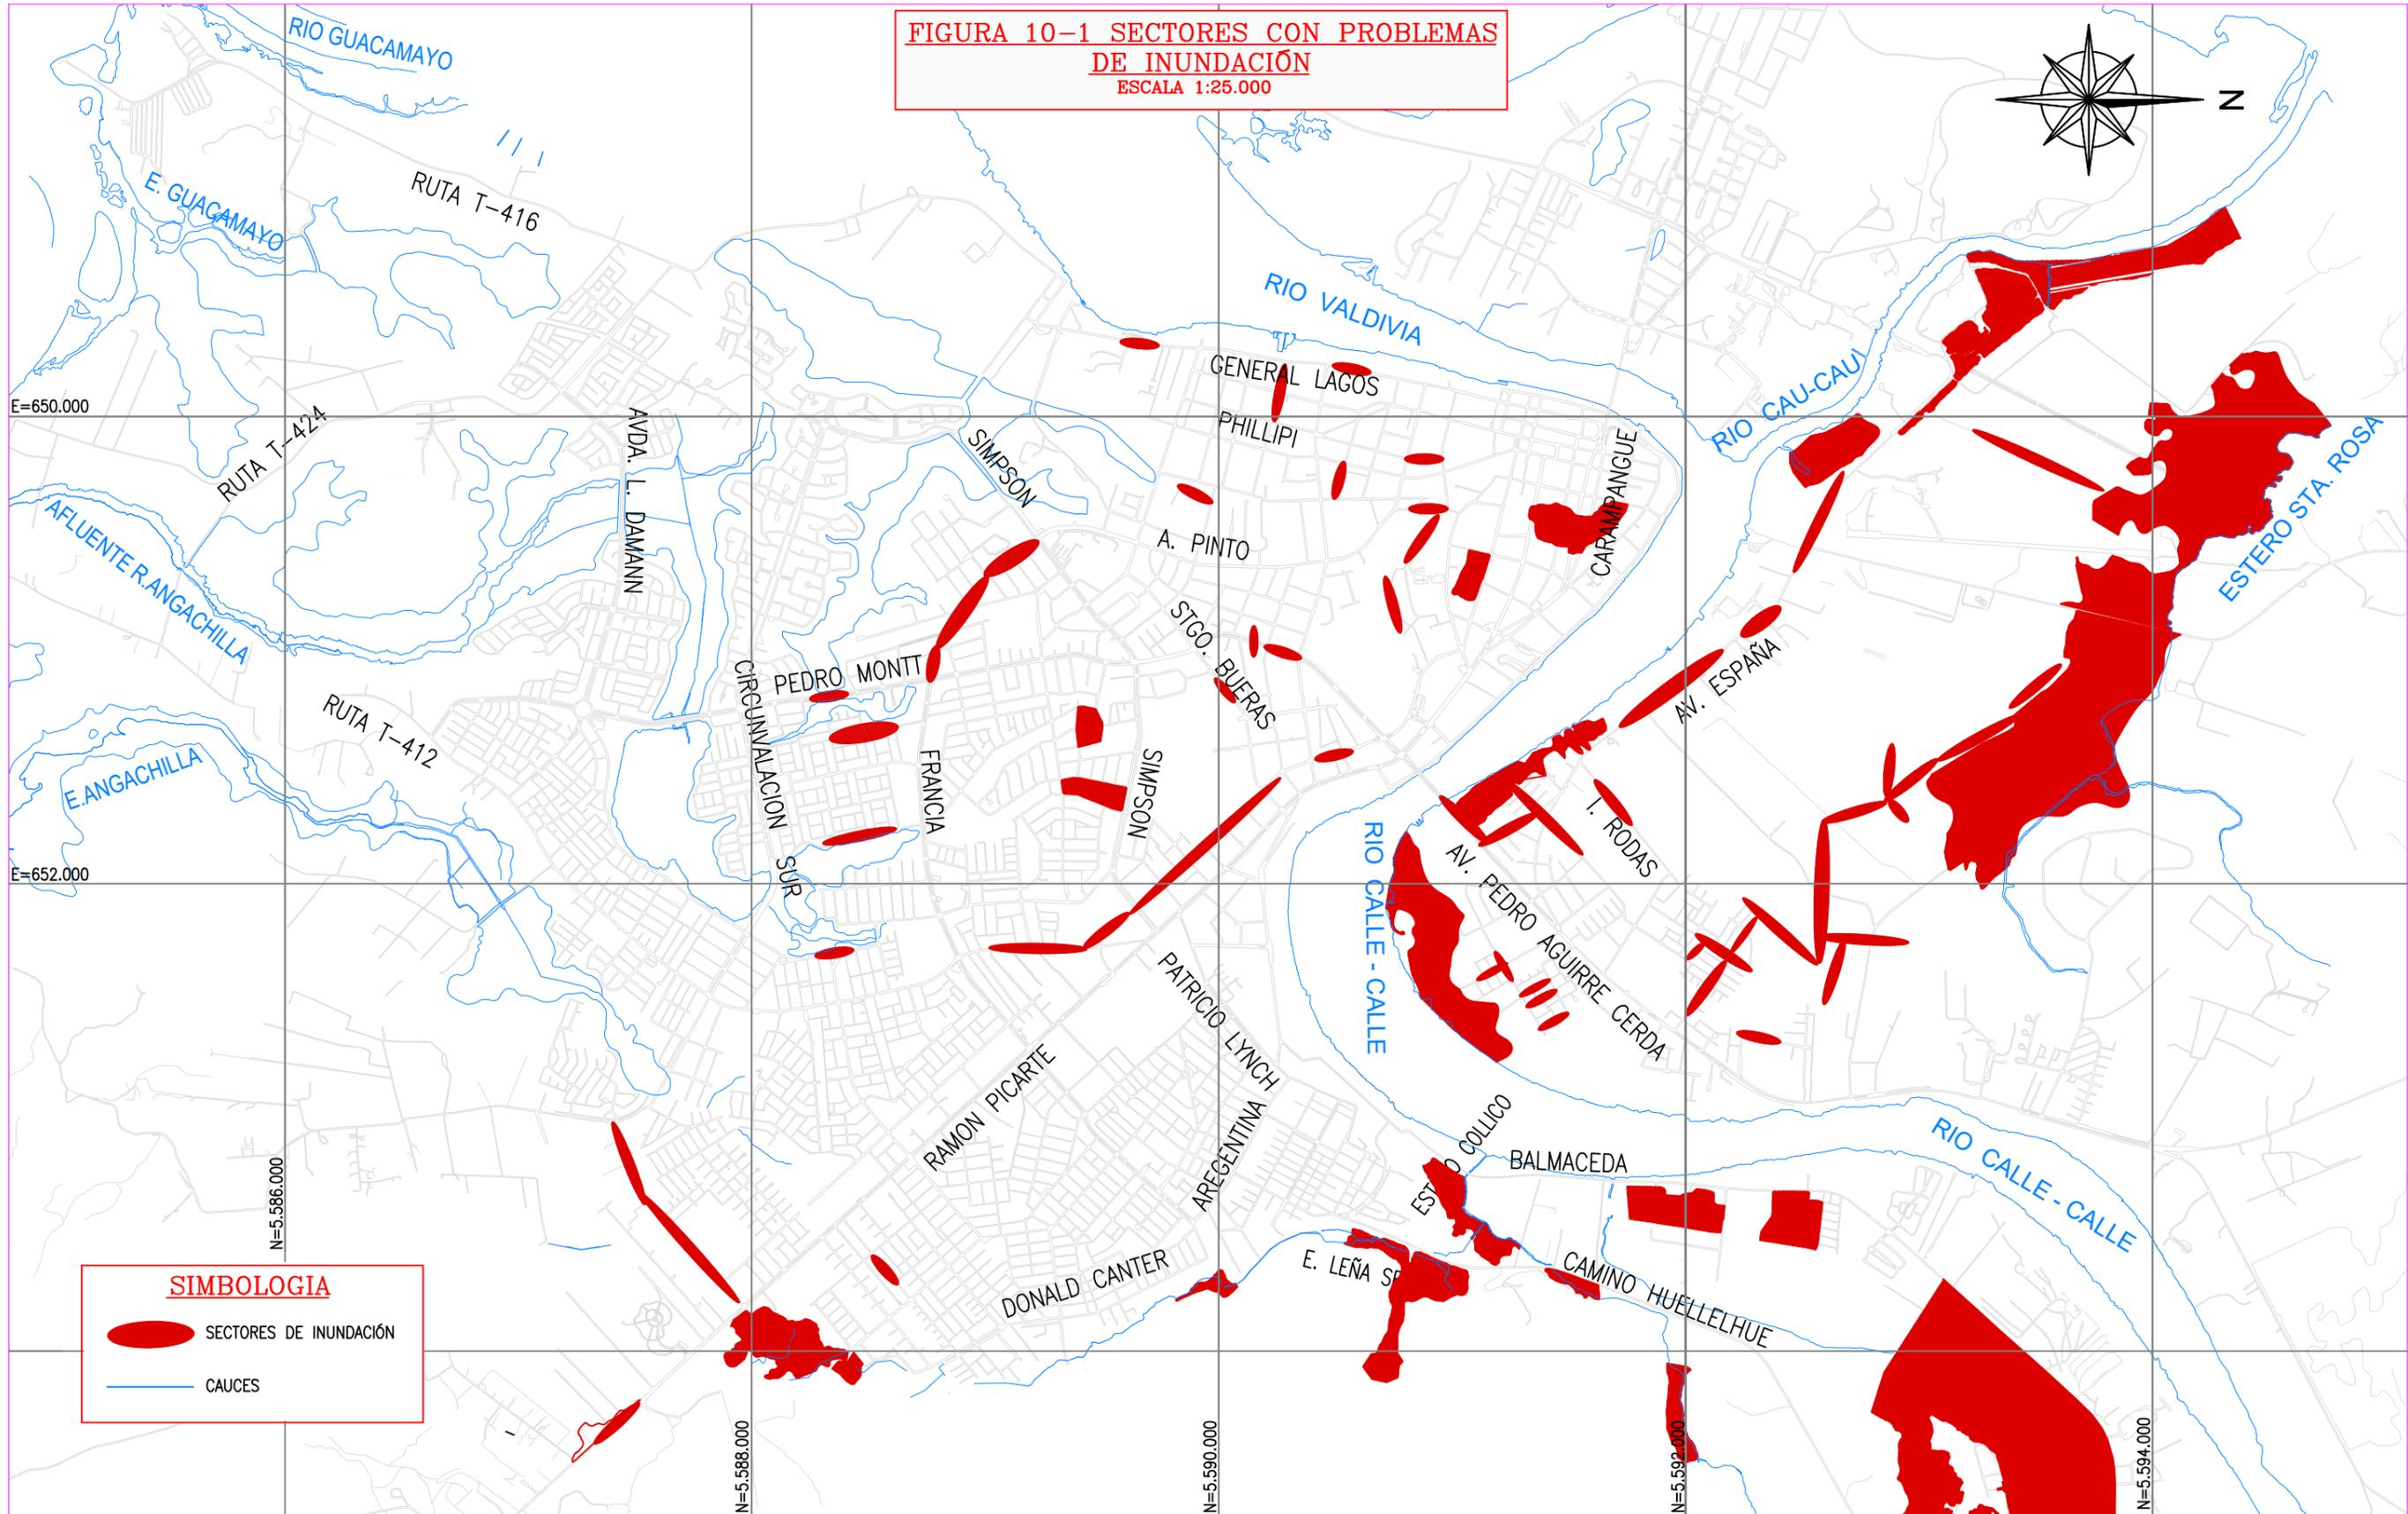 FIGURA 10-1 SECTORES CON PROBLEMAS
DE INUNDACIÓN
ESCALA 1:25.000
N
RIO GUACAMAYO
E. GUACAMAYO
RUTA T-416
RIO VALDIVIA
RIO CAU-CAU
GENERAL LAGOS
PHILLIPI
E=650.000
RUTA T-424
AVDA. L. DAMANN
SIMPSON
CARAMPANGUE
ESTERO STA. ROSA
A. PINTO
AFLUENTE R.ANGACHILLA
STGO. BUERAS
PEDRO MONTT
AV. ESPAÑA
CIRCUNVALACION
SUR
RUTA T-412
E.ANGACHILLA
FRANCIA
SIMPSON
I. RODAS
RIO CALLE - CALLE
AV. PEDRO AGUIRRE CERDA
E=652.000
PATRICIO LYNCH
RAMON PICARTE
AREGENTINA
BALMACEDA
RIO CALLE - CALLE
COLLICO
E. LEÑA
DONALD CANTER
CAMINO HUELLELHUE
N=5.586.000
N=5.588.000
N=5.590.000
N=5.592.000
N=5.594.000
SIMBOLOGIA
SECTORES DE INUNDACIÓN
CAUCES